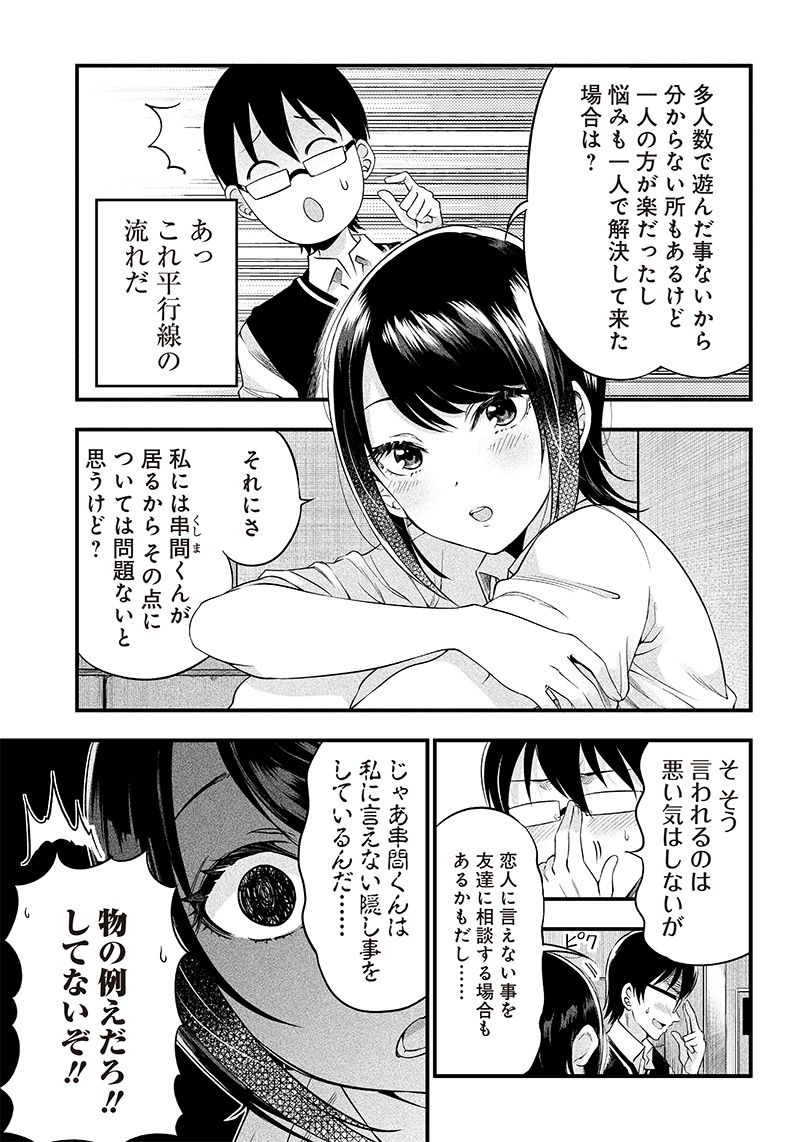 多人数で遊んだ事ないから
分からない所もあるけど
一人の方が楽だったし
悩みも一人で解決して来た
場合は？
あっ
これ平行線の
流れだ
それにさ
私には串間くんが
くしま
居るから その点に
ついては問題ないと
思うけど？
そ そう
言われるのは
悪い気はしないが
恋人に言えない事を
友達に相談する場合も
あるかもだし……
ピク
じゃあ串間くんは
私に言えない隠し事を
しているんだ……
物の例えだろ!!
してないぞ!!